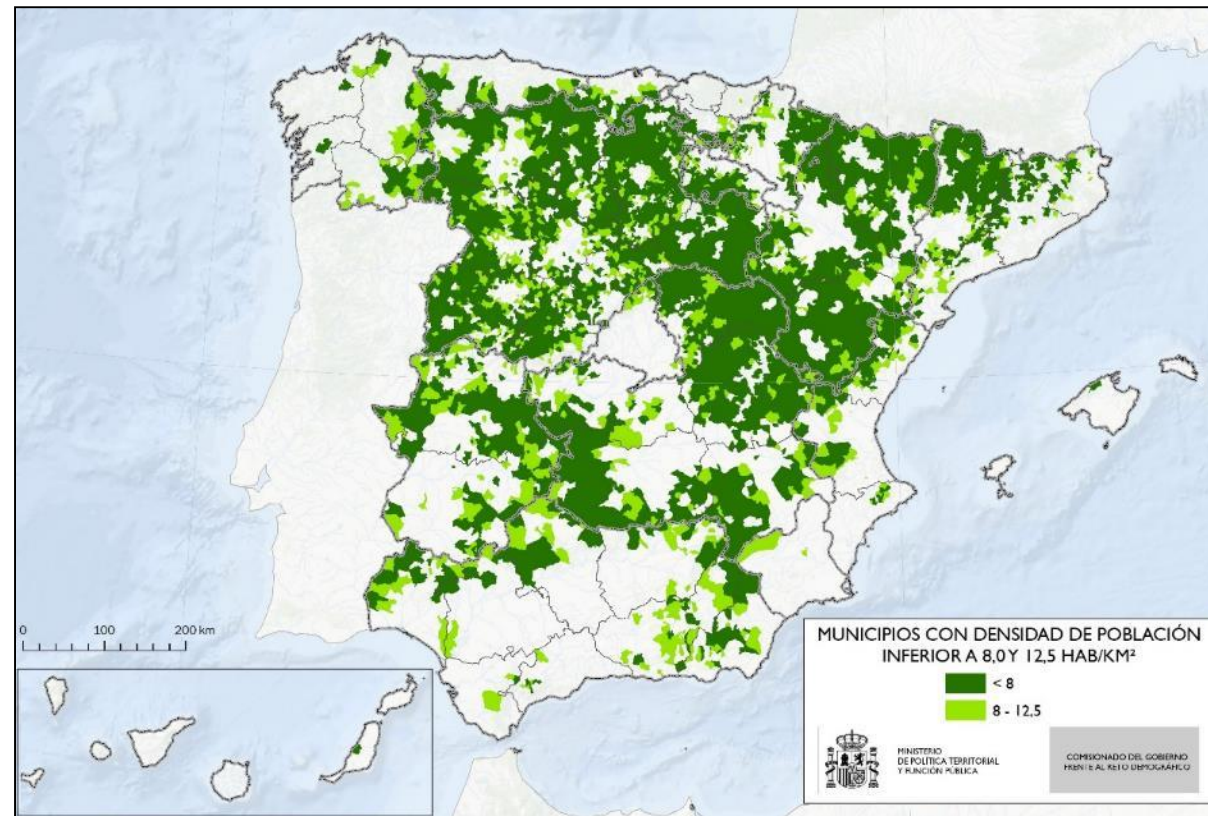 0 100 200 km
MUNICIPIOS CON DENSIDAD DE POBLACIÓN
INFERIOR A 8,0 Y 12,5 HAB/KM²
< 8
8 - 12,5
MINISTERIO
DE POLÍTICA TERRITORIAL
Y FUNCIÓN PÚBLICA
COMISIONADO DEL GOBIERNO
FRENTE AL RETO DEMOGRÁFICO